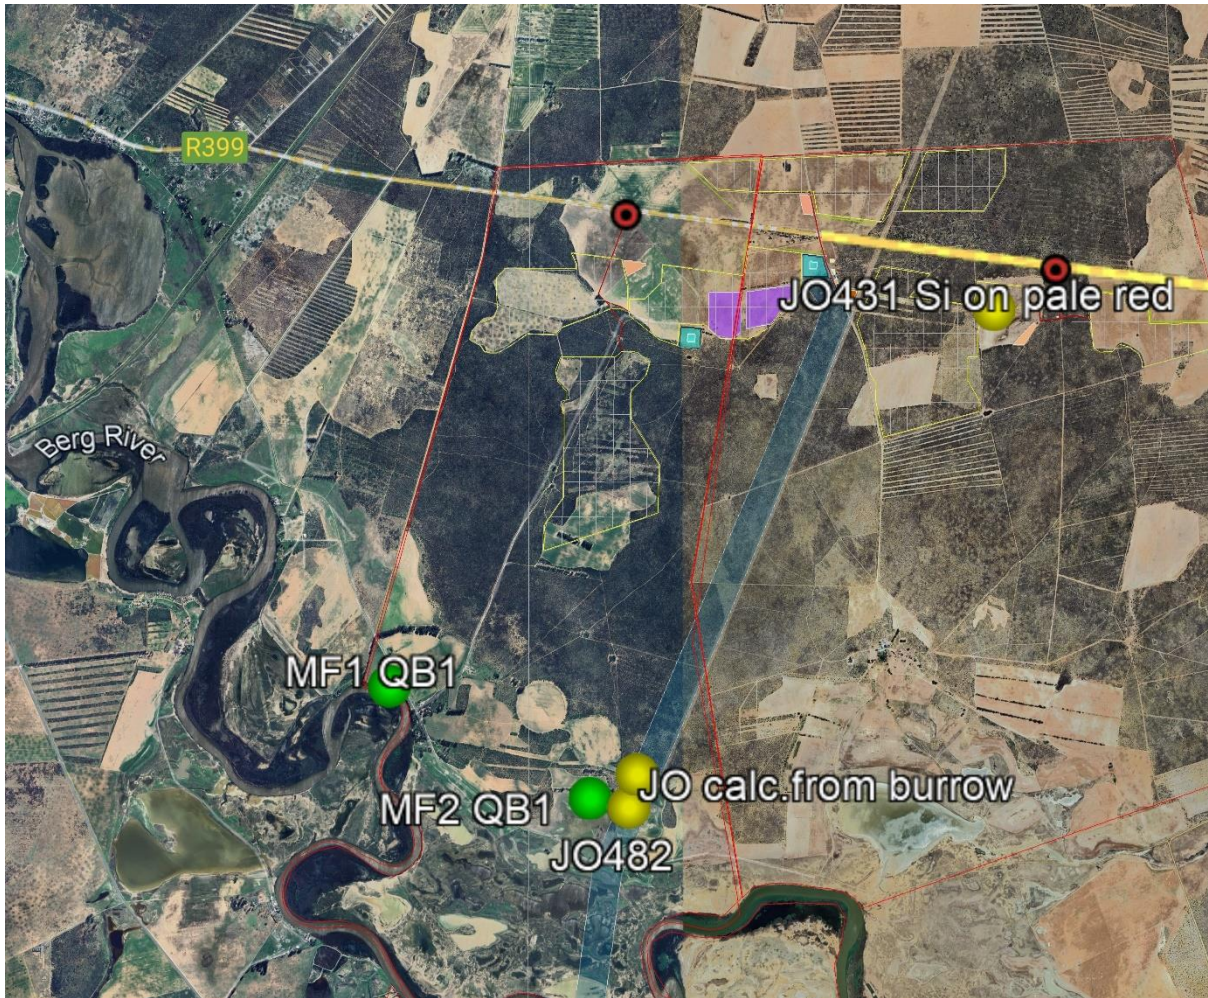 R399
JO431 Si on pale red
Berg River
MF1 QB1
JO calc.from burrow
MF2 QB1
JO482